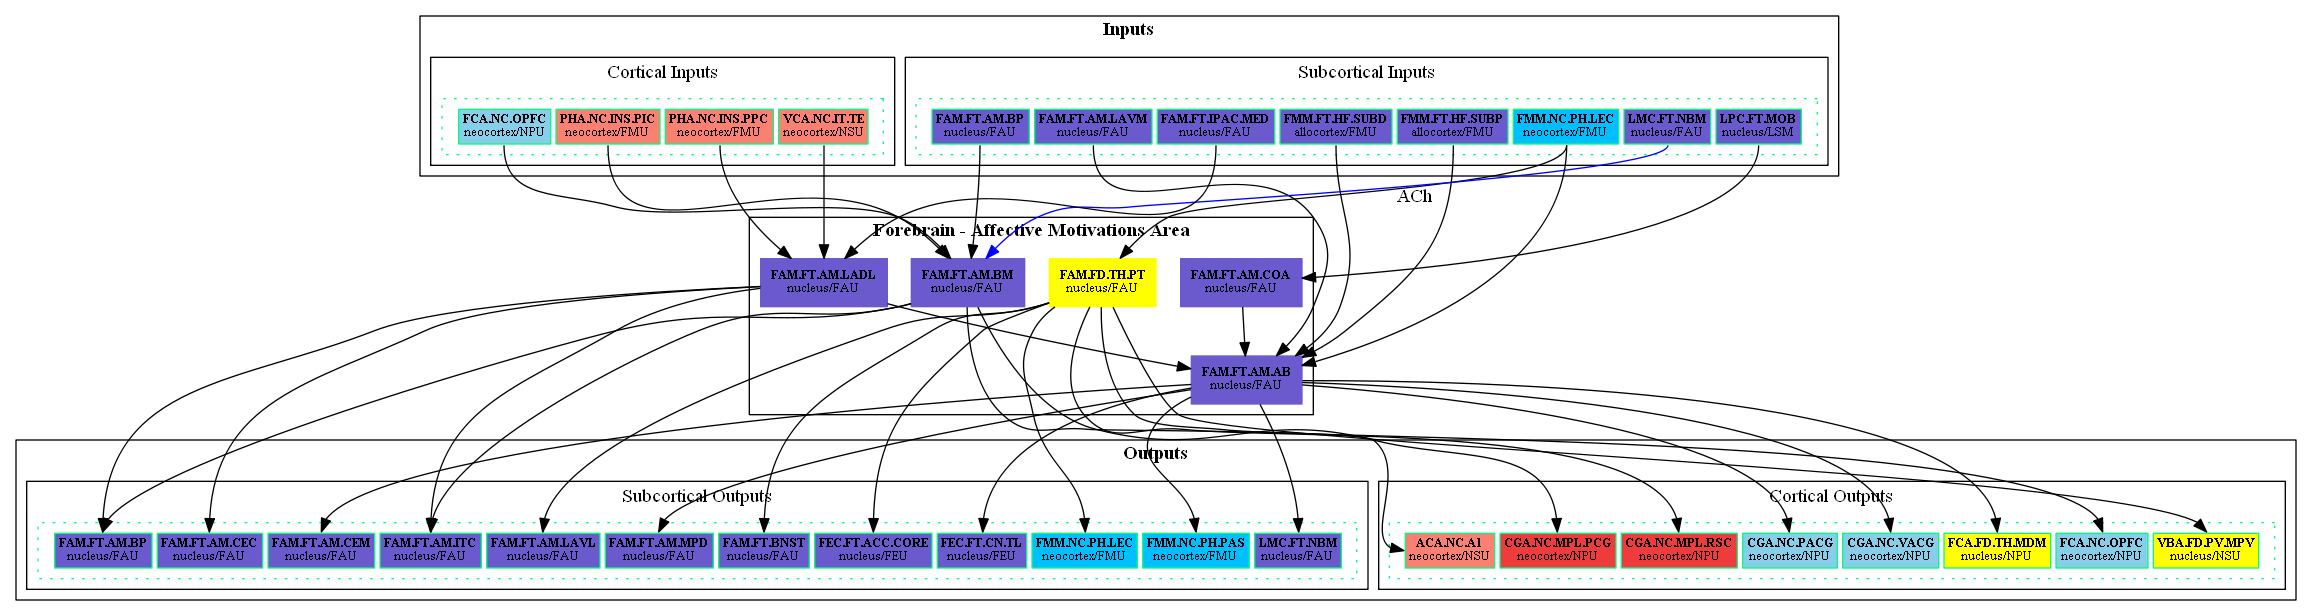 Inputs
Cortical Inputs
Subcortical Inputs
FCA.NC.OPFC
neocortex/NPU
PHA.NC.INS.PIC
neocortex/FMU
PHA.NC.INS.PPC
neocortex/FMU
VCA.NC.IT.TE
neocortex/NSU
FAM.FT.AM.BP
nucleus/FAU
FAM.FT.AM.LAVM
nucleus/FAU
FAM.FT.IPAC.MED
nucleus/FAU
FMM.FT.HF.SUBD
allocortex/FMU
FMM.FT.HF.SUBP
allocortex/FMU
FMM.NC.PH.LEC
neocortex/FMU
LMC.FT.NBM
nucleus/FAU
LPC.FT.MOB
nucleus/LSM
ACh
Forebrain - Affective Motivations Area
FAM.FT.AM.LADL
nucleus/FAU
FAM.FT.AM.BM
nucleus/FAU
FAM.FD.TH.PT
nucleus/FAU
FAM.FT.AM.COA
nucleus/FAU
FAM.FT.AM.AB
nucleus/FAU
Outputs
Subcortical Outputs
Cortical Outputs
FAM.FT.AM.BP
nucleus/FAU
FAM.FT.AM.CEC
nucleus/FAU
FAM.FT.AM.CEM
nucleus/FAU
FAM.FT.AM.ITC
nucleus/FAU
FAM.FT.AM.LAVL
nucleus/FAU
FAM.FT.AM.MPD
nucleus/FAU
FAM.FT.BNST
nucleus/FAU
FEC.FT.ACC.CORE
nucleus/FEU
FEC.FT.CN.TL
nucleus/FEU
FMM.NC.PH.LEC
neocortex/FMU
FMM.NC.PH.PAS
neocortex/FMU
LMC.FT.NBM
nucleus/FAU
ACA.NC.A1
neocortex/NSU
CGA.NC.MPL.PCG
neocortex/NPU
CGA.NC.MPL.RSC
neocortex/NPU
CGA.NC.PACG
neocortex/NPU
CGA.NC.VACG
neocortex/NPU
FCA.FD.TH.MDM
neocortex/NPU
FCA.NC.OPFC
neocortex/NPU
VBA.FD.PV.MPV
nucleus/NSU